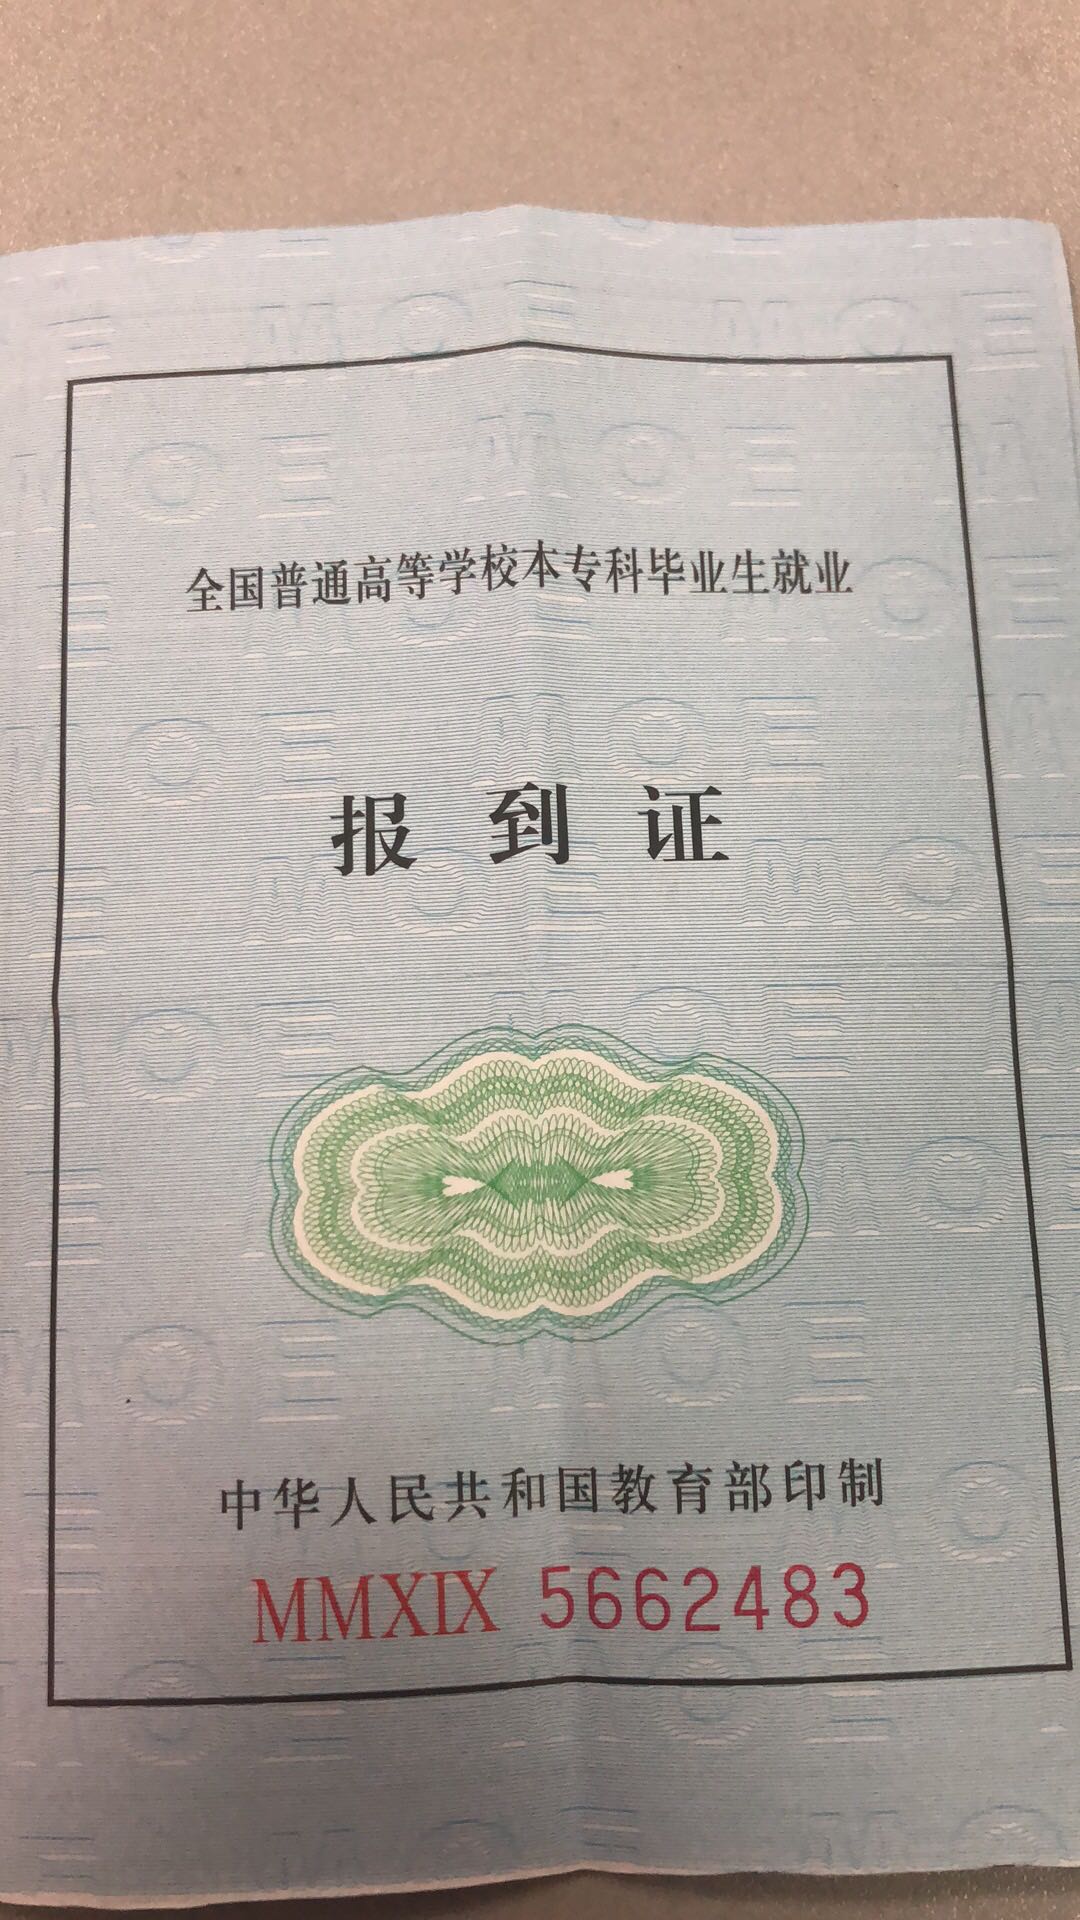 全国普通高等学校本专科毕业生就业
报到证
中华人民共和国教育部印制
MMXIX 5662483